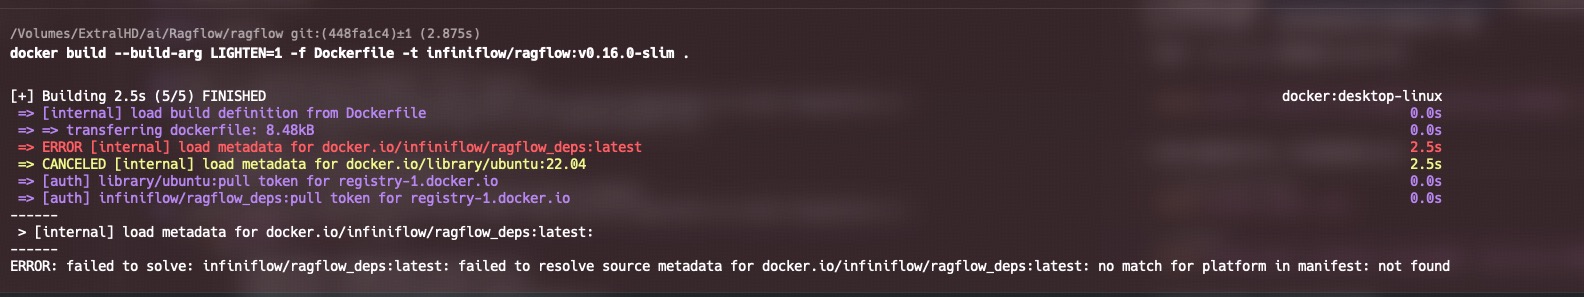 /Volumes/ExtralHD/ai/Ragflow/ragflow git:(448fa1c4)±1 (2.875s)
docker build --build-arg LIGHTEN=1 -f Dockerfile -t infiniflow/ragflow:v0.16.0-slim .
[+] Building 2.5s (5/5) FINISHED docker:desktop-linux
=> [internal] load build definition from Dockerfile 0.0s
=> => transferring dockerfile: 8.48kB 0.0s
=> ERROR [internal] load metadata for docker.io/infiniflow/ragflow_deps:latest 2.5s
=> CANCELED [internal] load metadata for docker.io/library/ubuntu:22.04 2.5s
=> [auth] library/ubuntu:pull token for registry-1.docker.io 0.0s
=> [auth] infiniflow/ragflow_deps:pull token for registry-1.docker.io 0.0s
------
> [internal] load metadata for docker.io/infiniflow/ragflow_deps:latest:
------
ERROR: failed to solve: infiniflow/ragflow_deps:latest: failed to resolve source metadata for docker.io/infiniflow/ragflow_deps:latest: no match for platform in manifest: not found